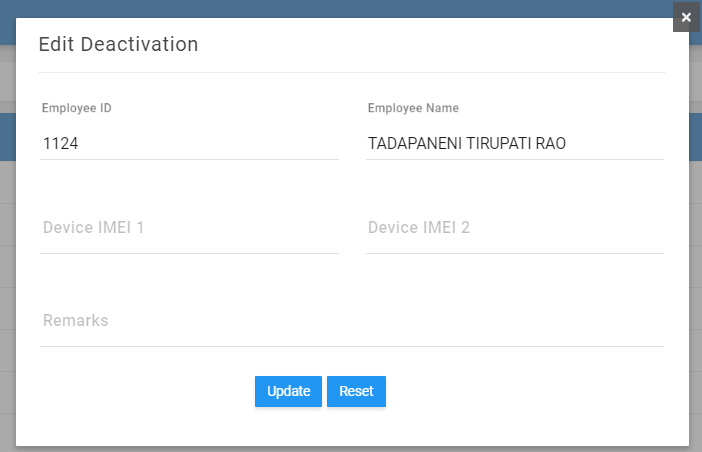 ×
Edit Deactivation
Employee ID
Employee Name
1124
TADAPANENI TIRUPATI RAO
Device IMEI 1
Device IMEI 2
Remarks
Update
Reset